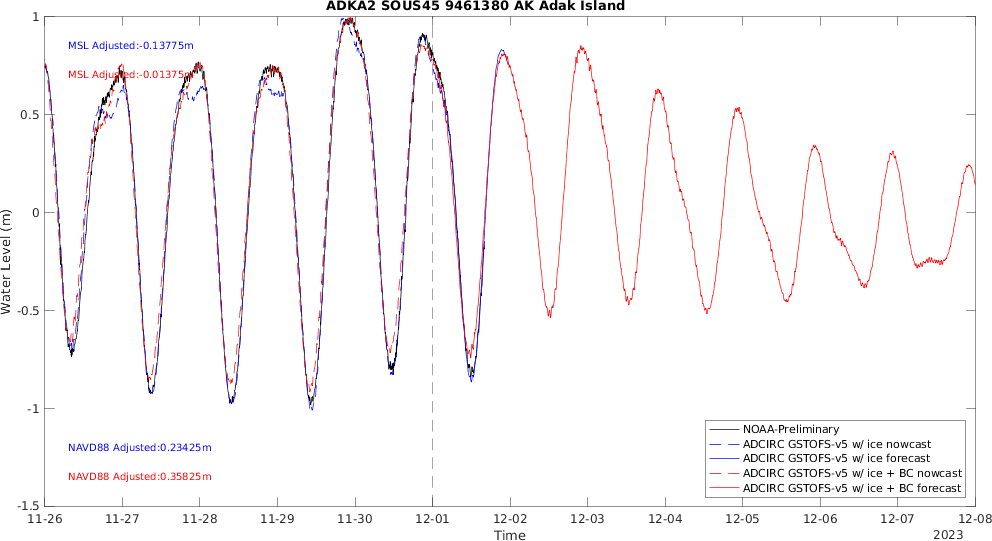 ADKA2 SOUS45 9461380 AK Adak Island
MSL Adjusted:-0.13775m
MSL Adjusted:-0.01375m
NAVD88 Adjusted:0.23425m
NAVD88 Adjusted:0.35825m
Water Level (m)
1
0.5
0
-0.5
-1
-1.5
NOAA-Preliminary
ADCIRC GSTOFS-v5 w/ ice nowcast
ADCIRC GSTOFS-v5 w/ ice forecast
ADCIRC GSTOFS-v5 w/ ice + BC nowcast
ADCIRC GSTOFS-v5 w/ ice + BC forecast
11-26 11-27 11-28 11-29 11-30 12-01 12-02 12-03 12-04 12-05 12-06 12-07 12-08
Time
2023